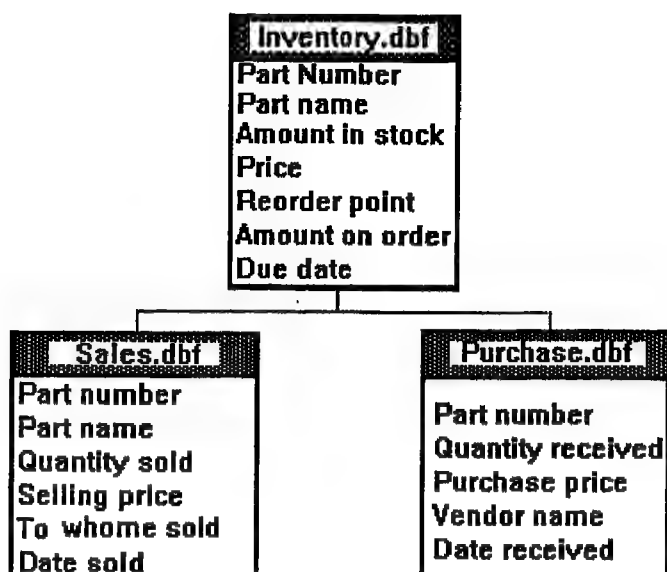 Inventory.dbf
Part Number
Part name
Amount in stock
Price
Reorder point
Amount on order
Due date
Sales.dbf
Part number
Part name
Quantity sold
Selling price
To whome sold
Date sold
Purchase.dbf
Part number
Quantity received
Purchase price
Vendor name
Date received